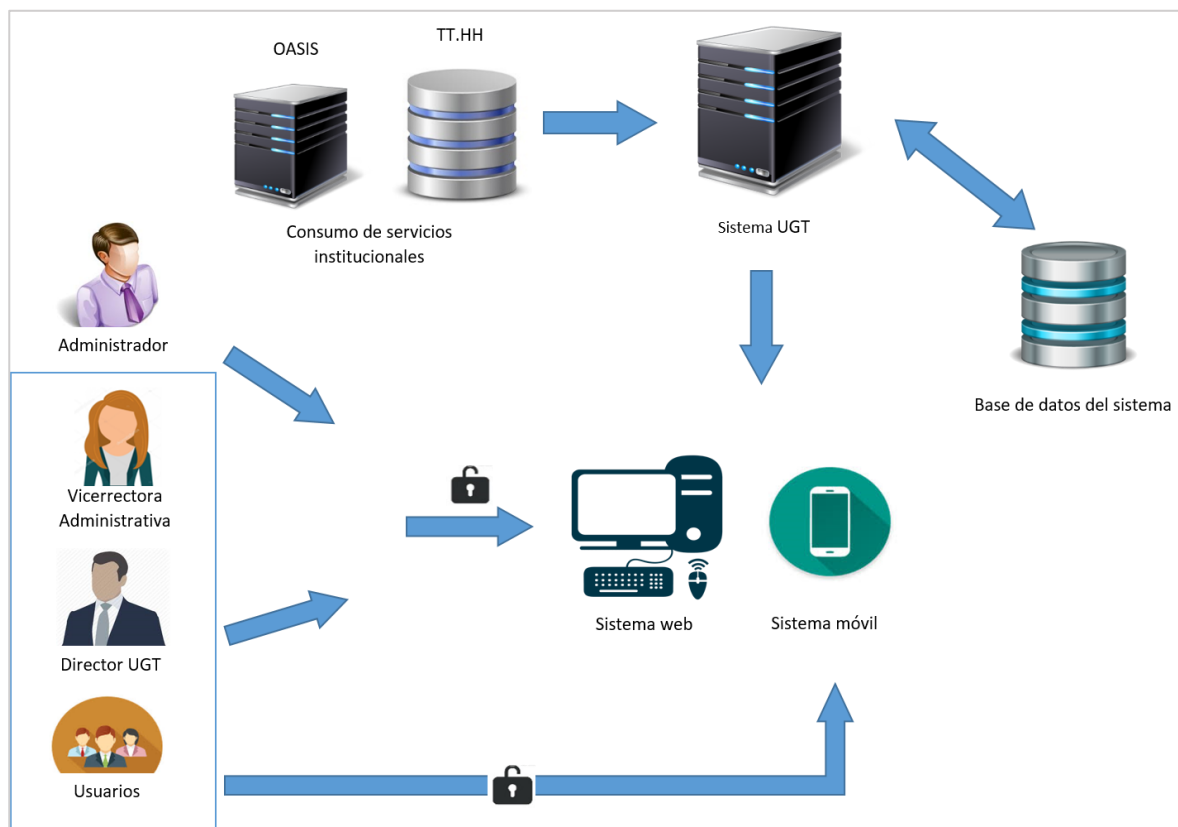 OASIS
TT.HH
Consumo de servicios
institucionales
Sistema UGT
Administrador
Base de datos del sistema
Vicerrectora
Administrativa
Director UGT
Sistema web
Sistema móvil
Usuarios